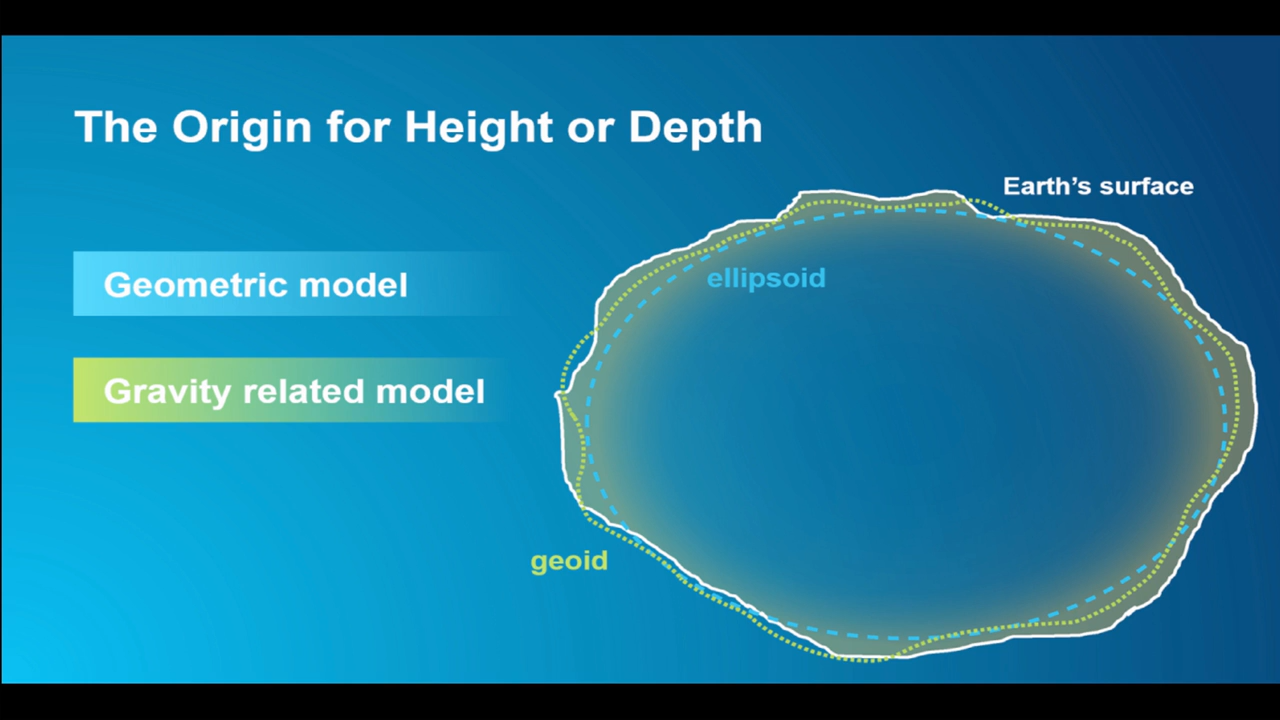 The Origin for Height or Depth
Earth’s surface
Geometric model
ellipsoid
Gravity related model
geoid